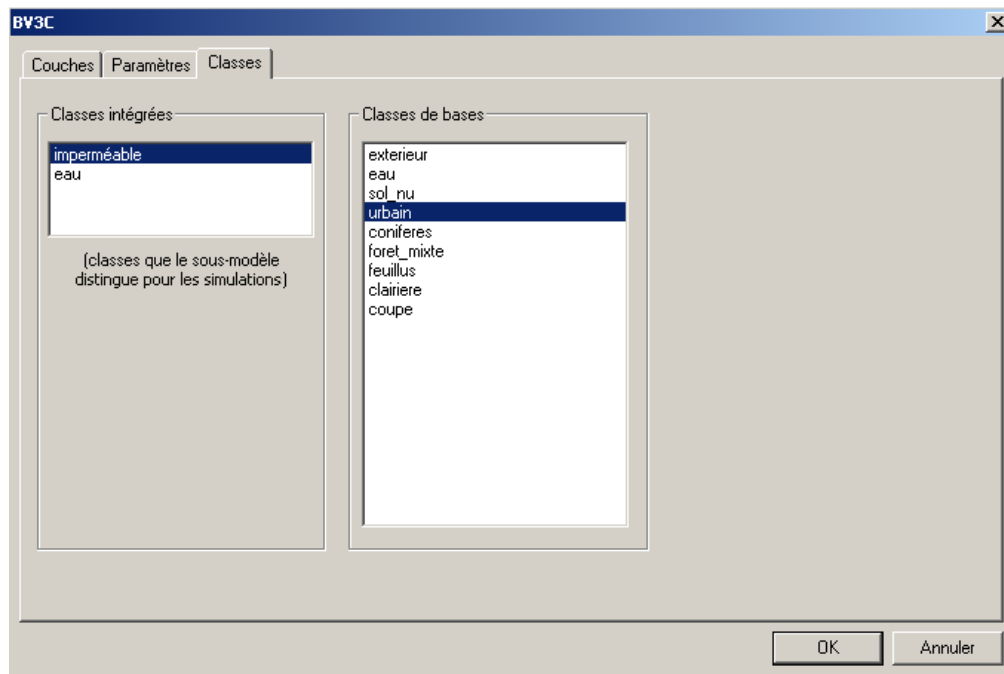 BV3C
Couches Paramètres Classes
Classes intégrées
imperméable
eau
(classes que le sous-modèle
distingue pour les simulations)
Classes de bases
exterieur
eau
sol_nu
urbain
coniferes
foret_mixte
feuillus
clairiere
coupe
OK Annuler